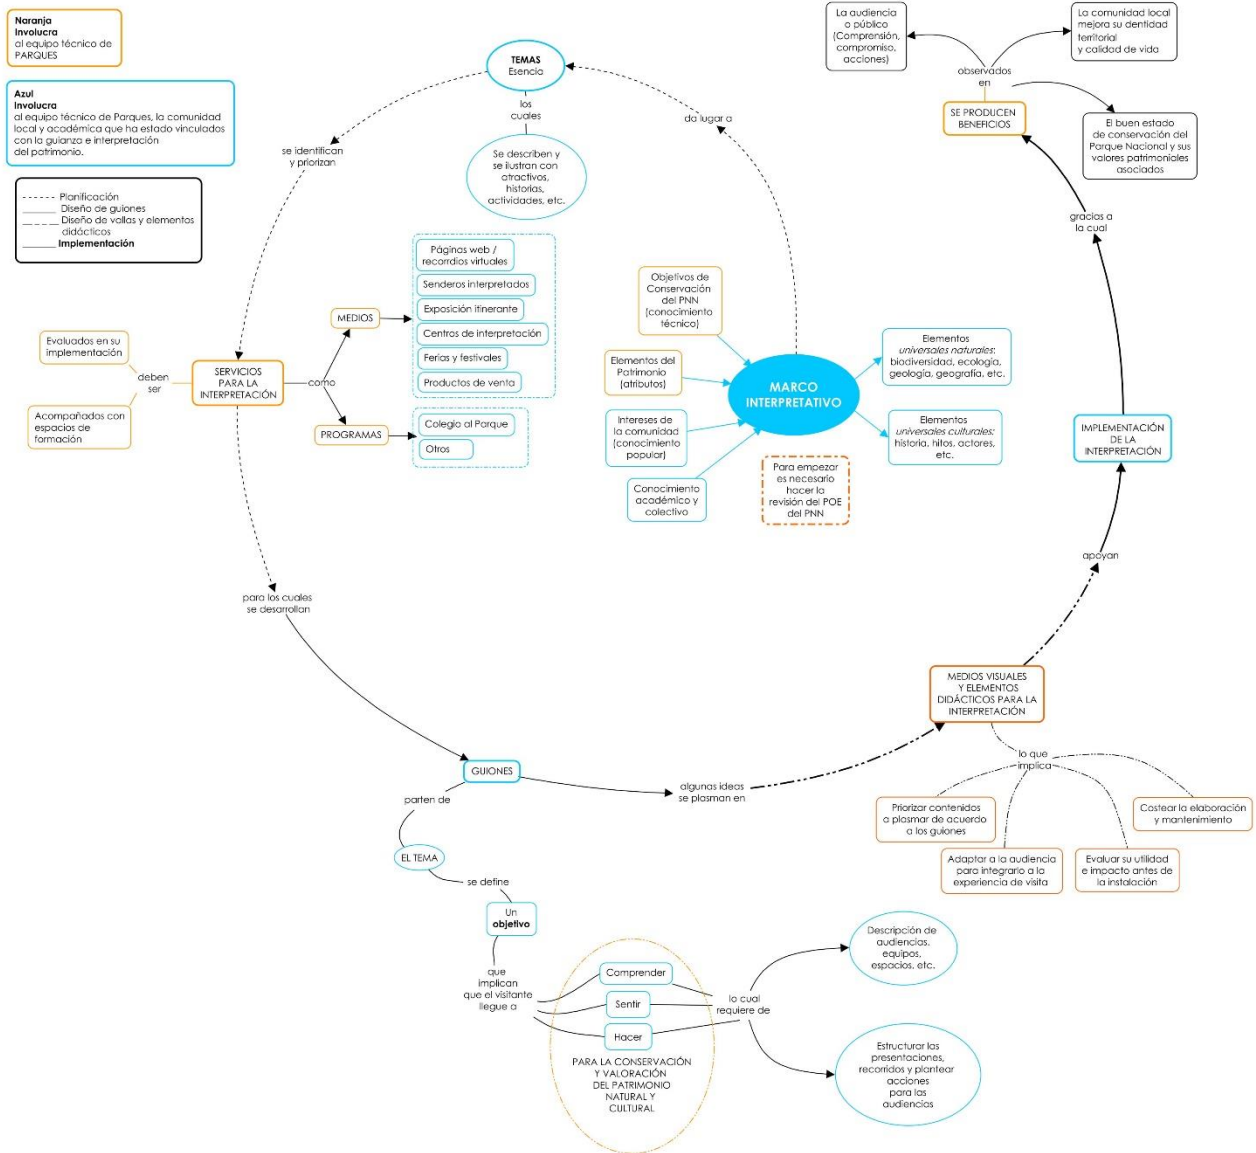 Naranja
Involucra
al equipo técnico de
PARQUES
Azul
Involucra
al equipo técnico de Parques, la comunidad
local y académica que ha estado vinculados
con la guianza e interpretación
del patrimonio.
Planificación
Diseño de guiones
Diseño de vallas y elementos
didácticos
Implementación
TEMAS
Esencia
los
cuales
Se describen y
se ilustran con
atractivos,
historias,
actividades, etc.
se identifican
y priorizan
da lugar a
La audiencia
o público
(Comprensión,
compromiso,
acciones)
La comunidad local
mejora su dentidad
territorial
y calidad de vida
observados
en
SE PRODUCEN
BENEFICIOS
El buen estado
de conservación del
Parque Nacional y sus
valores patrimoniales
asociados
gracias a
la cual
Páginas web /
recorrdios virtuales
Senderos interpretados
Exposición itinerante
Centros de interpretación
Ferias y festivales
Productos de venta
MEDIOS
Evaluados en su
implementación
deben
ser
Acompañados con
espacios de
formación
SERVICIOS
PARA LA
INTERPRETACIÓN
como
PROGRAMAS
Colegio al Parque
Otros
Objetivos de
Conservación
del PNN
(conocimiento
técnico)
Elementos del
Patrimonio
(atributos)
Intereses de
la comunidad
(conocimiento
popular)
Conocimiento
académico y
colectivo
MARCO
INTERPRETATIVO
Elementos
universales naturales:
biodiversidad, ecología,
geología, geografía, etc.
Elementos
universales culturales:
historia, hitos, actores,
etc.
Para empezar
es necesario
hacer la
revisión del POE
del PNN
IMPLEMENTACIÓN
DE LA
INTERPRETACIÓN
apoyan
para los cuales
se desarrollan
MEDIOS VISUALES
Y ELEMENTOS
DIDÁCTICOS PARA LA
INTERPRETACIÓN
lo que
implica
Priorizar contenidos
a plasmar de acuerdo
a los guiones
Costear la elaboración
y mantenimiento
Adaptar a la audiencia
para integrarlo a la
experiencia de visita
Evaluar su utilidad
e impacto antes de
la instalación
GUIONES
algunas ideas
se plasman en
parten de
EL TEMA
se define
Un
objetivo
que
implican
que el visitante
llegue a
Comprender
Sentir
Hacer
PARA LA CONSERVACIÓN
Y VALORACIÓN
DEL PATRIMONIO
NATURAL Y
CULTURAL
lo cual
requiere de
Descripción de
audiencias,
equipos,
espacios, etc.
Estructurar las
presentaciones,
recorridos y plantear
acciones
para las
audiencias